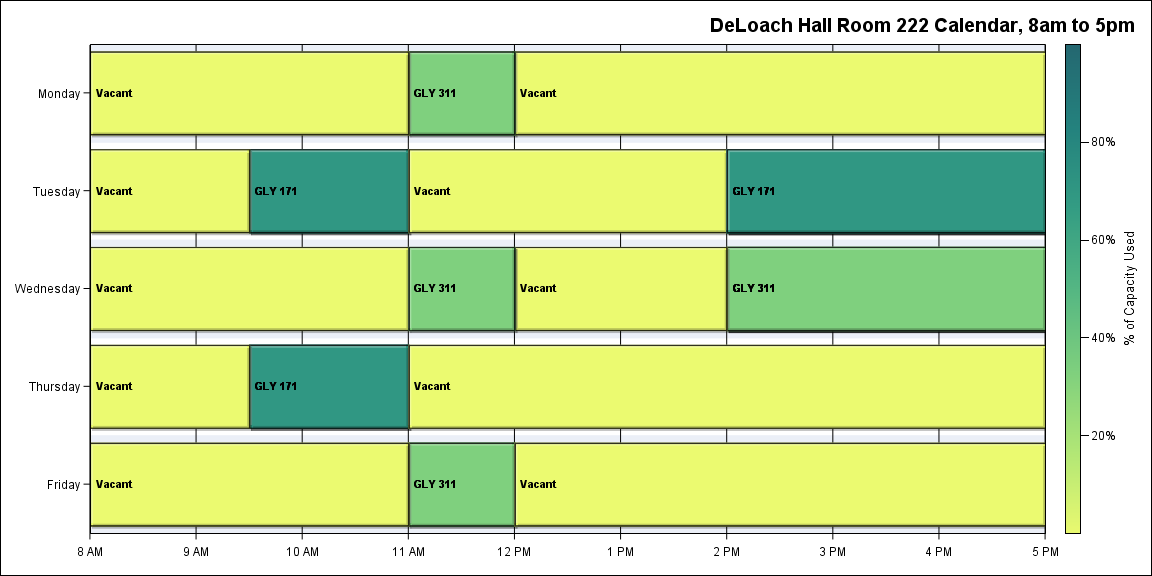 DeLoach Hall Room 222 Calendar, 8am to 5pm
Monday
Vacant
GLY 311
Vacant
Tuesday
Vacant
GLY 171
Vacant
GLY 171
Wednesday
Vacant
GLY 311
Vacant
GLY 311
Thursday
Vacant
GLY 171
Vacant
Friday
Vacant
GLY 311
Vacant
8 AM
9 AM
10 AM
11 AM
12 PM
1 PM
2 PM
3 PM
4 PM
5 PM
80%
60%
40%
20%
% of Capacity Used